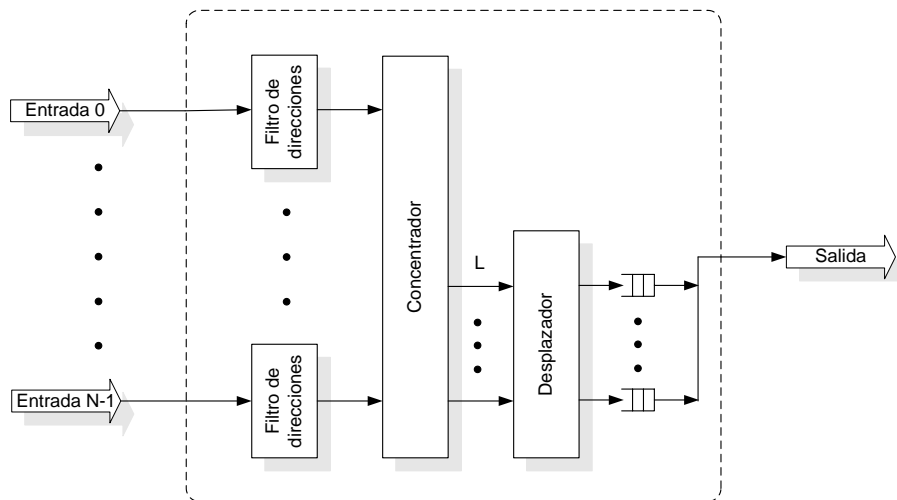 Entrada 0
Filtro de
direcciones
Concentrador
L
Desplazador
Salida
Entrada N-1
Filtro de
direcciones